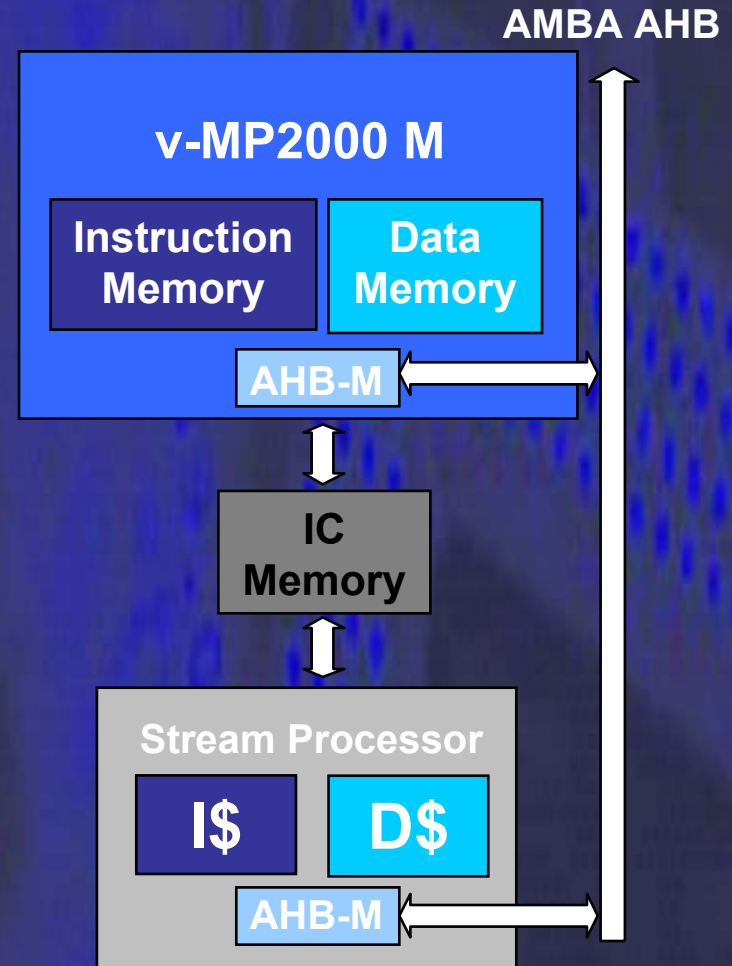 AMBA AHB
v-MP2000 M
Instruction
Memory
Data
Memory
AHB-M
IC
Memory
Stream Processor
I$
D$
AHB-M